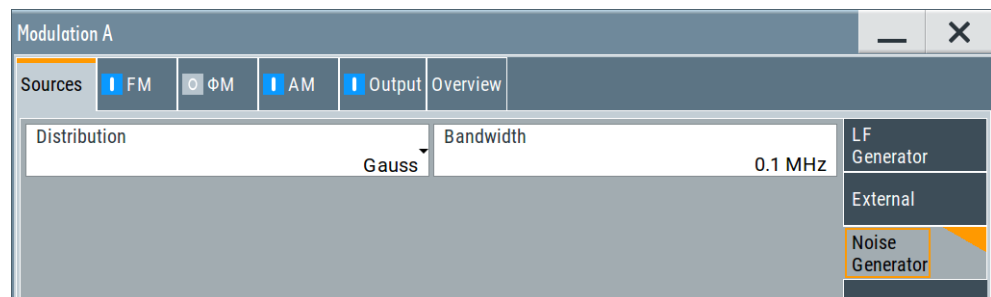 Modulation A
Sources I FM O ΦM I AM I Output Overview
Distribution
Gauss
Bandwidth
0.1 MHz
LF
Generator
External
Noise
Generator